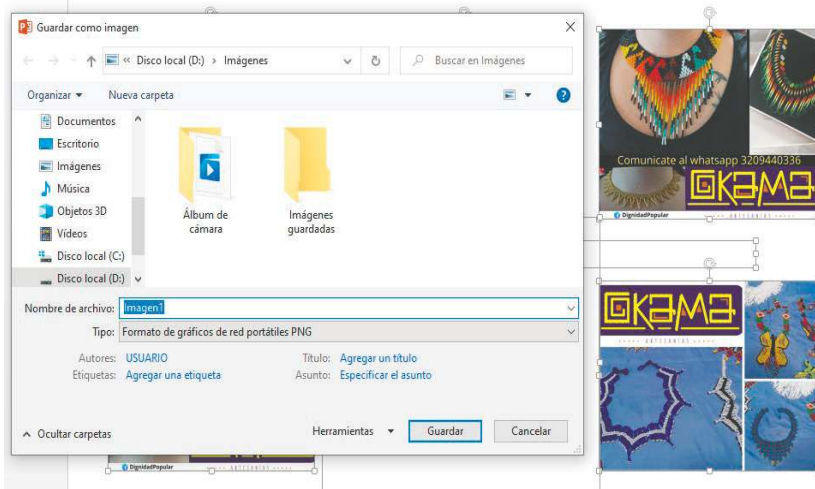 Guardar como imagen
« Disco local (D:) › Imágenes
Buscar en Imágenes
Organizar
Nueva carpeta
Documentos
Escritorio
Imágenes
Música
Objetos 3D
Vídeos
Disco local (C:)
Disco local (D:)
Álbum de
cámara
Imágenes
guardadas
Nombre de archivo: Imagen1
Tipo: Formato de gráficos de red portátiles PNG
Autores: USUARIO
Título: Agregar un título
Etiquetas: Agregar una etiqueta
Asunto: Especificar el asunto
Ocultar carpetas
Herramientas
Guardar
Cancelar
DignidadPopular
ARTESANIAS
Comunicate al whatsapp 3209440336
OKAMA
DignidadPopular
ARTESANIAS
OKAMA
ARTESANIAS